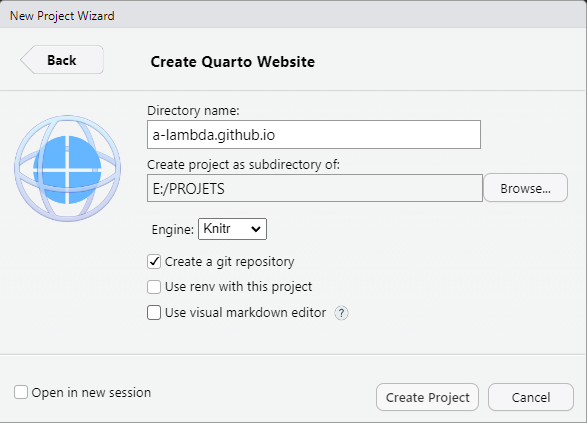 New Project Wizard
Back
Create Quarto Website
Directory name:
a-lambda.github.io
Create project as subdirectory of:
E:/PROJETS
Browse...
Engine: Knitr
Create a git repository
Use renv with this project
Use visual markdown editor ?
Open in new session
Create Project
Cancel